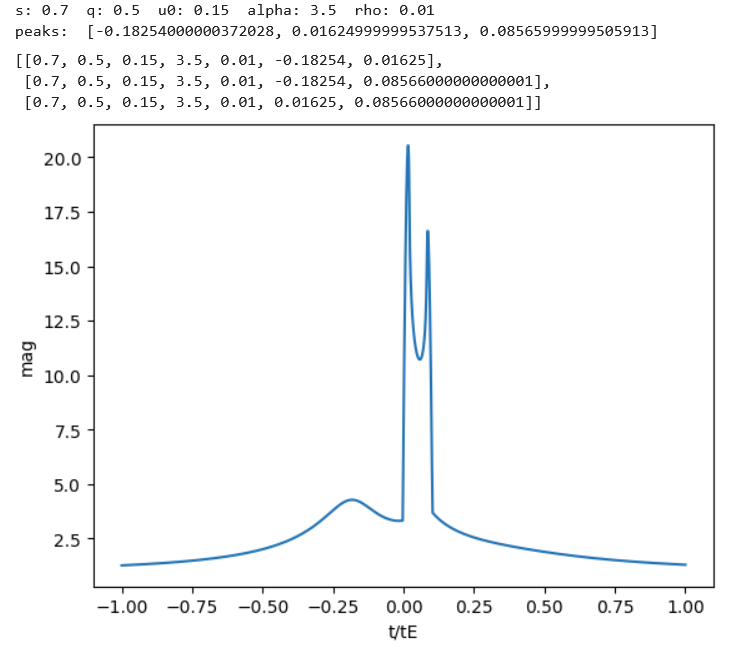 s: 0.7 q: 0.5 u0: 0.15 alpha: 3.5 rho: 0.01
peaks: [-0.18254000000372028, 0.01624999999537513, 0.08565999999505913]
[[0.7, 0.5, 0.15, 3.5, 0.01, -0.18254, 0.01625],
[0.7, 0.5, 0.15, 3.5, 0.01, -0.18254, 0.08566000000000001],
[0.7, 0.5, 0.15, 3.5, 0.01, 0.01625, 0.08566000000000001]]
20.0
17.5
15.0
12.5
10.0
7.5
5.0
2.5
mag
−1.00 −0.75 −0.50 −0.25 0.00 0.25 0.50 0.75 1.00
t/tE